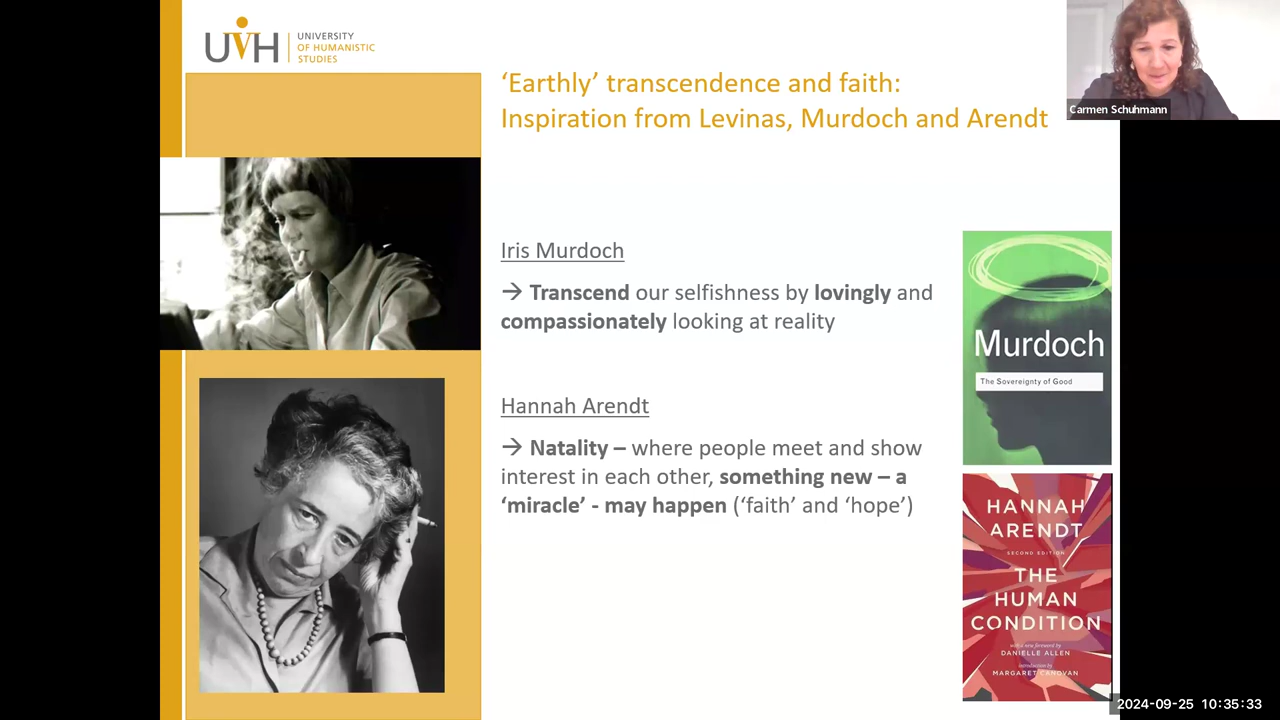 UVH
UNIVERSITY
OF HUMANISTIC
STUDIES
'Earthly' transcendence and faith:
Inspiration from Levinas, Murdoch and Arendt
Carmen Schuhmann
Iris Murdoch
→ Transcend our selfishness by lovingly and
compassionately looking at reality
Hannah Arendt
→ Natality – where people meet and show
interest in each other, something new – a
'miracle' - may happen ('faith' and 'hope')
Murdoch
The Sovereignty of Good
HANNAH
ARENDT
SECOND EDITION
THE
HUMAN
CONDITION
with a new foreword by
DANIELLE ALLEN
introduction by
MARGARET CANOVAN
2024-09-25 10:35:33